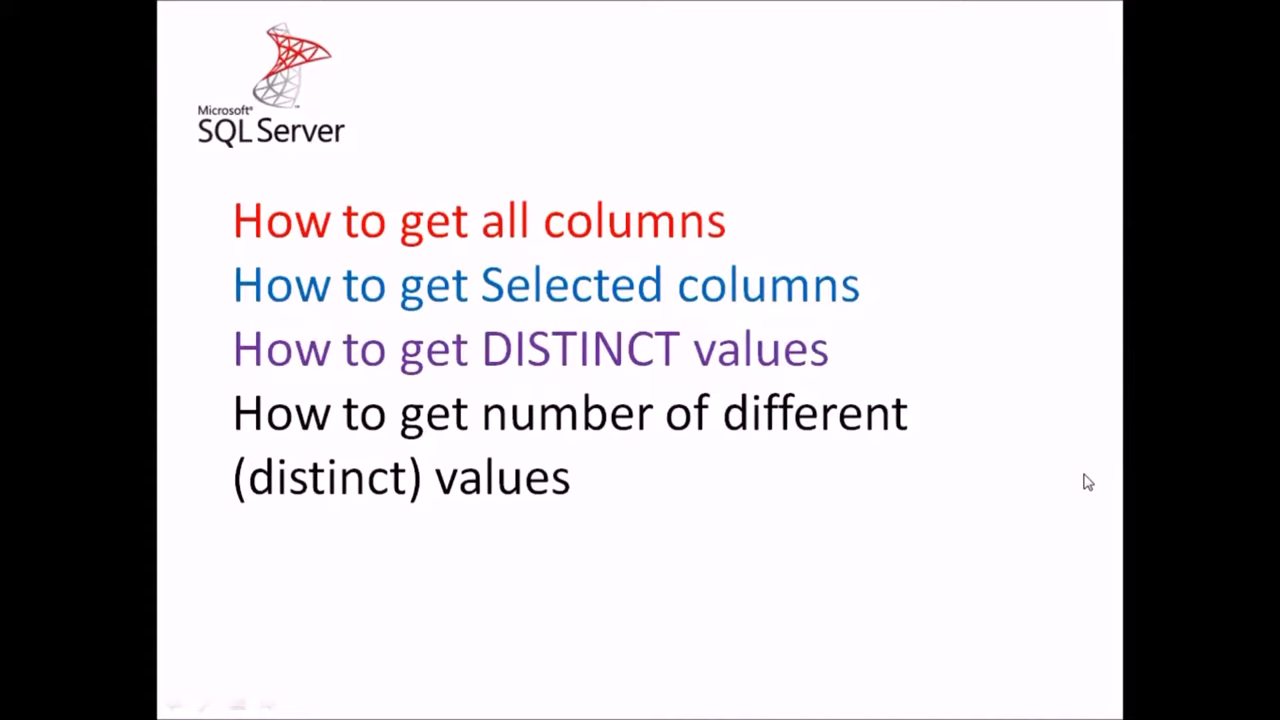 Microsoft®
SQL Server
How to get all columns
How to get Selected columns
How to get DISTINCT values
How to get number of different
(distinct) values